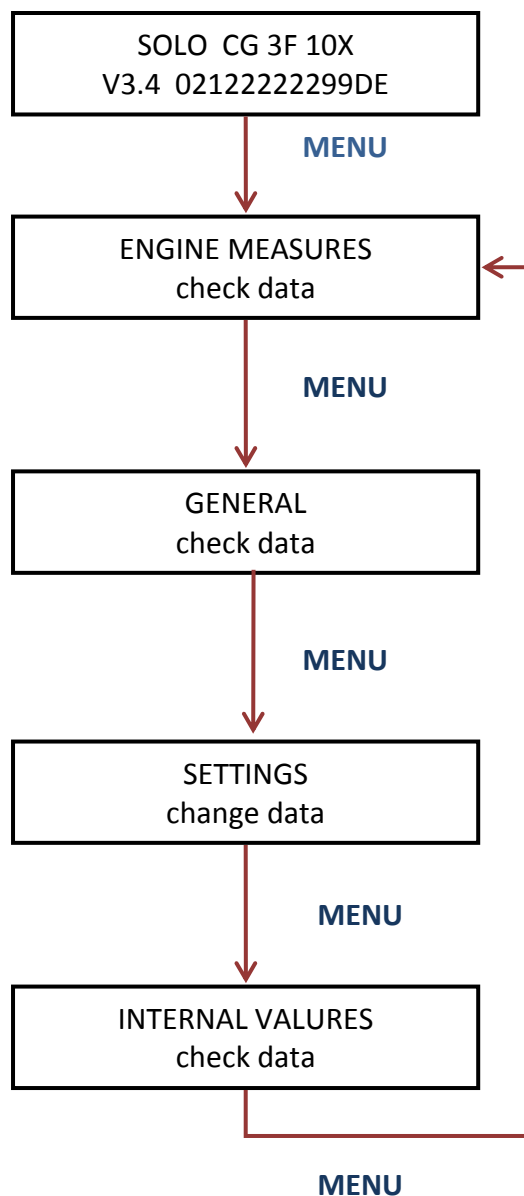 SOLO CG 3F 10X
V3.4 02122222299DE
MENU
ENGINE MEASURES
check data
MENU
GENERAL
check data
MENU
SETTINGS
change data
MENU
INTERNAL VALURES
check data
MENU